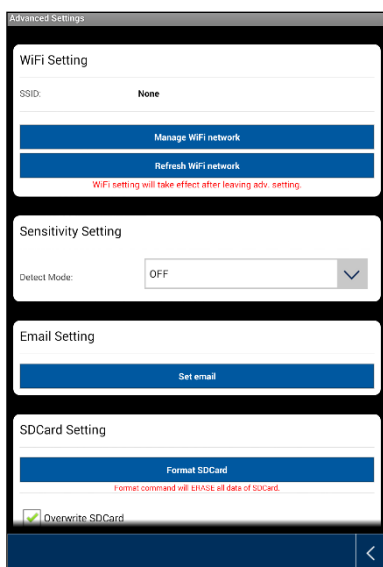 Advanced Settings
WiFi Setting
SSID: None
Manage WiFi network
Refresh WiFi network
WiFi setting will take effect after leaving adv. setting.
Sensitivity Setting
Detect Mode: OFF
Email Setting
Set email
SDCard Setting
Format SDCard
Format command will ERASE all data of SDCard.
Overwrite SDCard